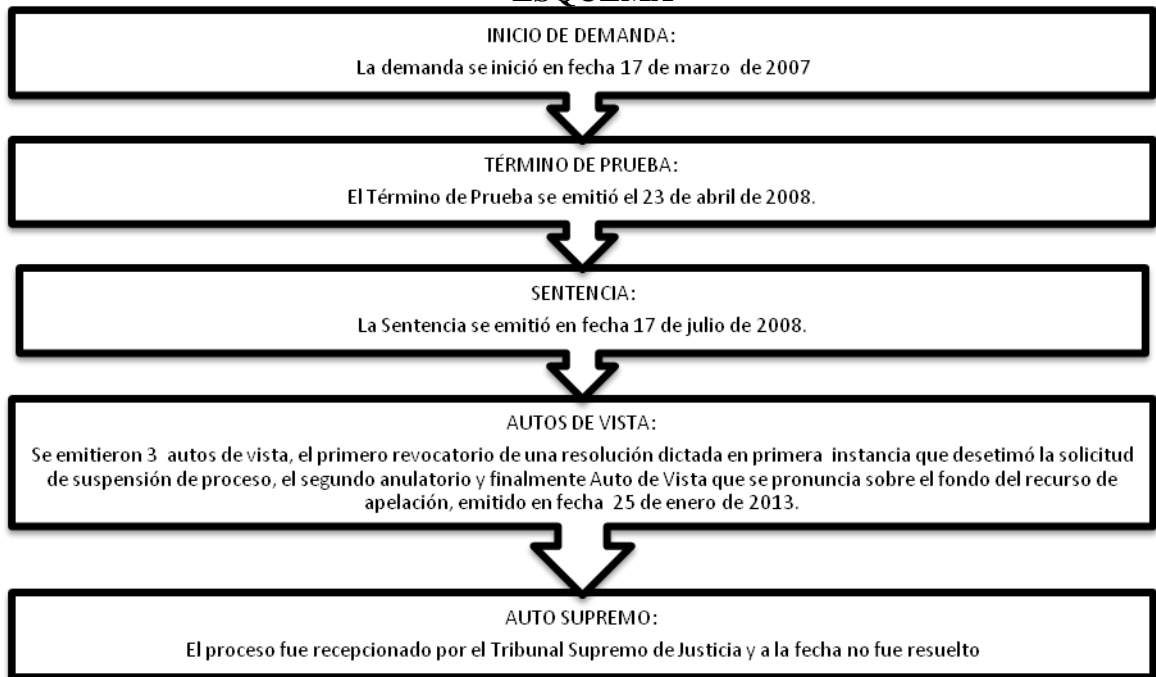 ESQUEMA
INICIO DE DEMANDA:
La demanda se inició en fecha 17 de marzo de 2007
TÉRMINO DE PRUEBA:
El Término de Prueba se emitió el 23 de abril de 2008.
SENTENCIA:
La Sentencia se emitió en fecha 17 de julio de 2008.
AUTOS DE VISTA:
Se emitieron 3 autos de vista, el primero revocatorio de una resolución dictada en primera instancia que desetimó la solicitud
de suspensión de proceso, el segundo anulatorio y finalmente Auto de Vista que se pronuncia sobre el fondo del recurso de
apelación, emitido en fecha 25 de enero de 2013.
AUTO SUPREMO:
El proceso fue recepcionado por el Tribunal Supremo de Justicia y a la fecha no fue resuelto